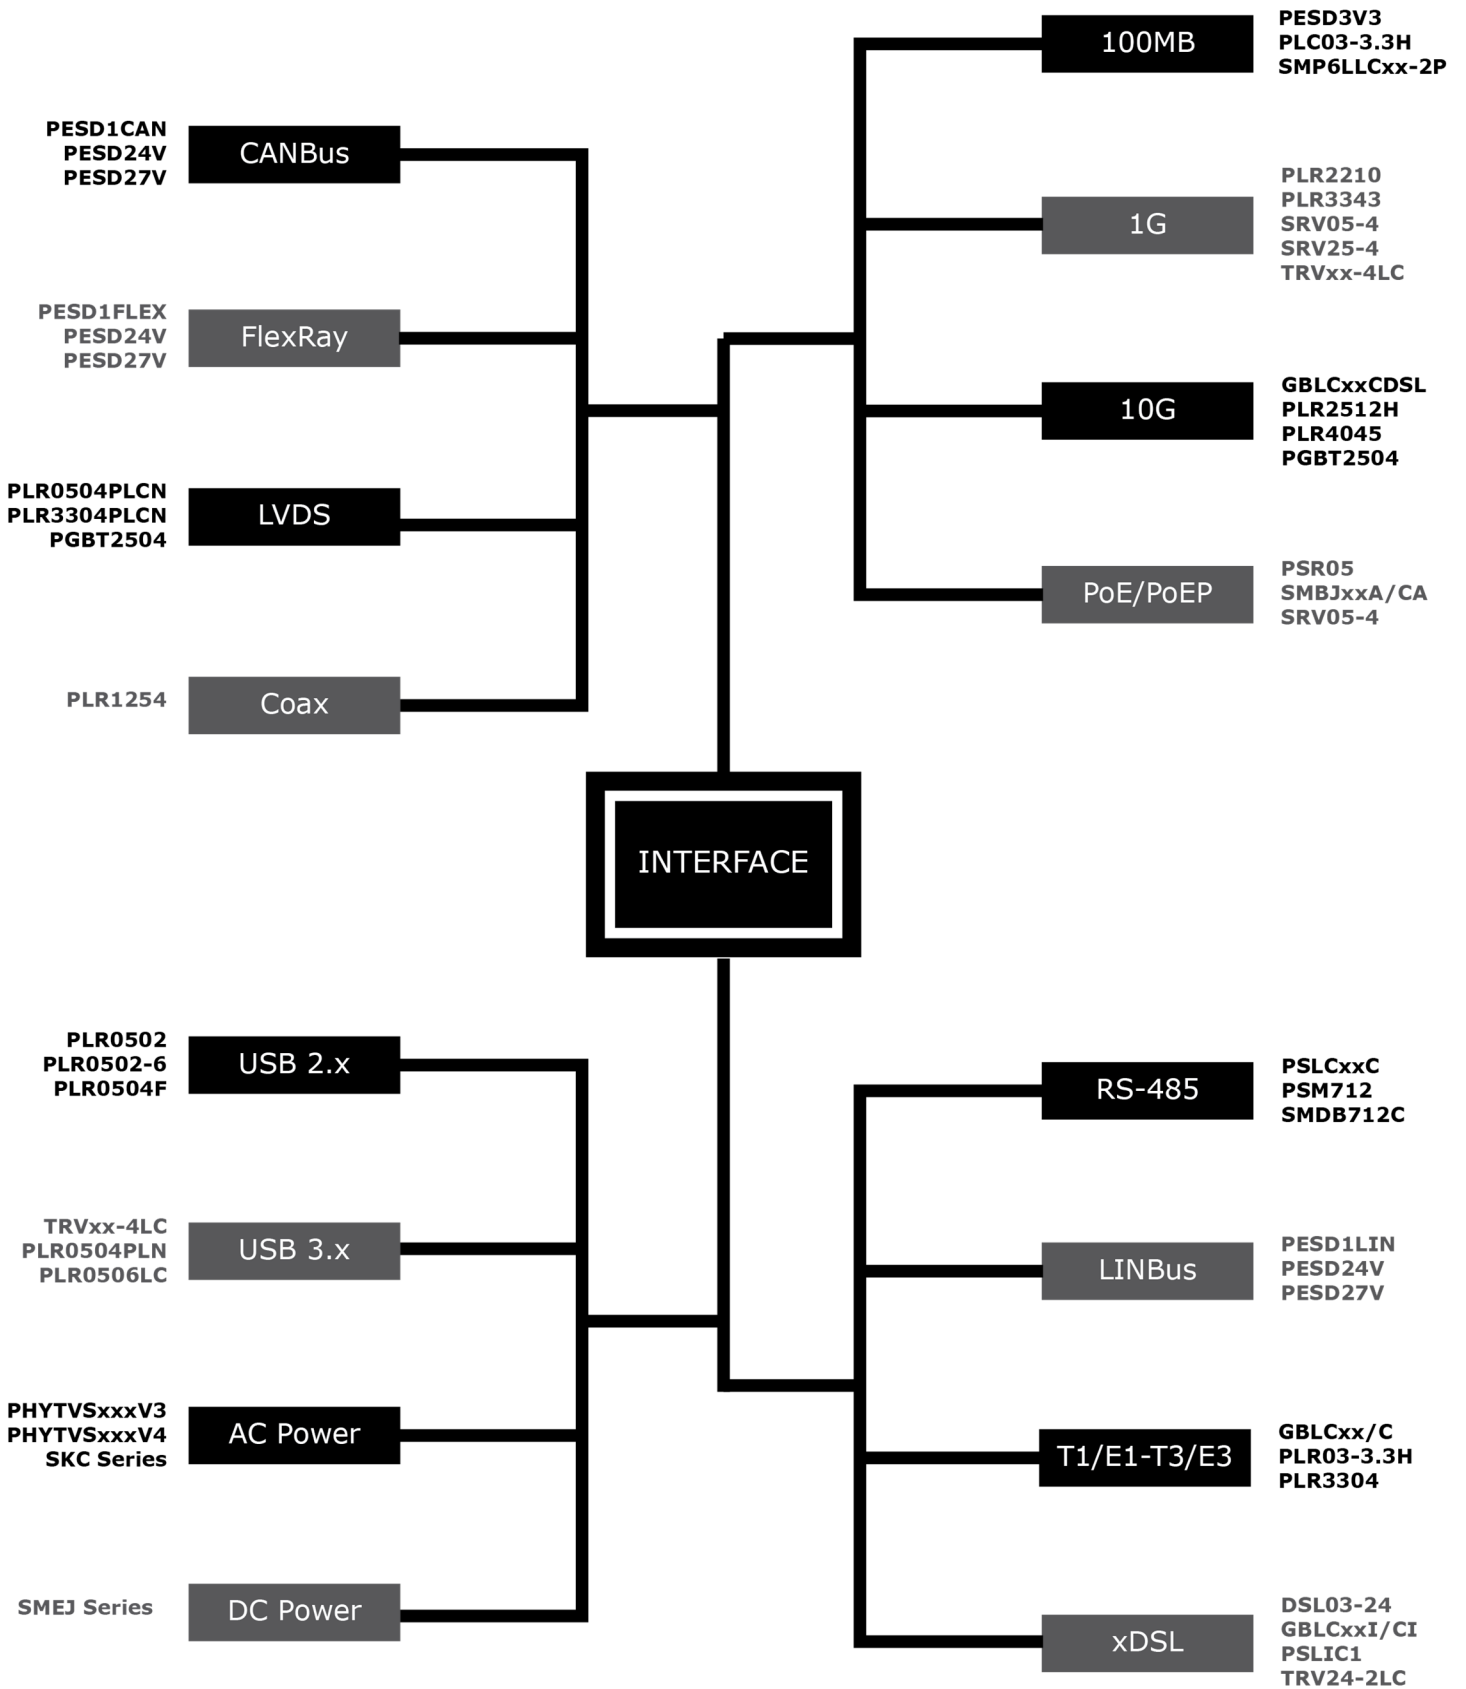 PESD1CAN
PESD24V
PESD27V
CANBus
PESD1FLEX
PESD24V
PESD27V
FlexRay
PLR0504PLCN
PLR3304PLCN
PGBT2504
LVDS
PLR1254
Coax
100MB
PESD3V3
PLC03-3.3H
SMP6LLCxx-2P
1G
PLR2210
PLR3343
SRV05-4
SRV25-4
TRVxx-4LC
10G
GBLCxxCDSL
PLR2512H
PLR4045
PGBT2504
PoE/PoEP
PSR05
SMBJxxA/CA
SRV05-4
INTERFACE
PLR0502
PLR0502-6
PLR0504F
USB 2.x
TRVxx-4LC
PLR0504PLN
PLR0506LC
USB 3.x
PHYTVSxxxV3
PHYTVSxxxV4
SKC Series
AC Power
SMEJ Series
DC Power
RS-485
PSLCxxC
PSM712
SMDB712C
LINBus
PESD1LIN
PESD24V
PESD27V
T1/E1-T3/E3
GBLCxx/C
PLR03-3.3H
PLR3304
xDSL
DSL03-24
GBLCxxI/CI
PSLIC1
TRV24-2LC